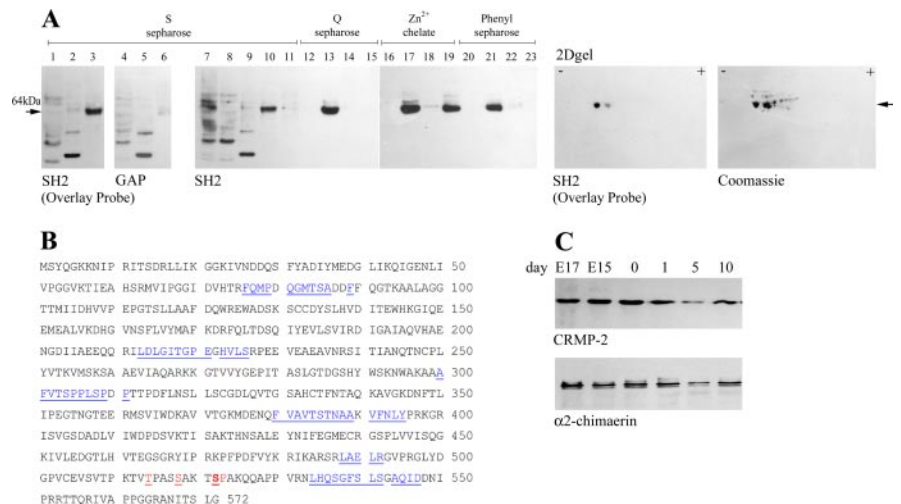 A
S sepharose
Q sepharose
Zn2+ chelate
Phenyl sepharose
1 2 3 4 5 6 7 8 9 10 11 12 13 14 15 16 17 18 19 20 21 22 23
2Dgel
- +
- +
64kDa
SH2 (Overlay Probe)
GAP
SH2
SH2 (Overlay Probe)
Coomassie
B
MSYQGKKNIP RITSDRLLIK GGKIVNDDQS FYADIYMEDG LIKQIGENLI 50
VPGGVKTIEA HSRMVIPGGI DVHTRFQMPD QGMTSADDFF QGTKAALAGG 100
TTMIIDHVVP EPGTSLLAAF DQWREWADSK SCCDYSLHVD ITEWHKGIQE
EMEALVKDHG VNSFLVYMAF KDRFQLTDSQ IYEVLSVIRD IGAIAQVHAE 200
NGDIIAEEQQ RILDLGITGP EGHVLSRPEE VEAEAVNRSI TIANQTNCPL 250
YVTKVMSKSA AEVIAQARKK GTVVYGEPIT ASLGTDGSHY WSKNWAKAAA 300
FVTSPPLSPD PTTPDFLNSL LSCGDLQVTG SAHCTFNTAQ KAVGKDNFTL 350
IPEGTNGTEE RMSVIWDKAV VTGKMDENQF VAVTSTNAAK VFNLYPRKGR 400
ISVGSDADLV IWDPDSVKTI SAKTHNSALE YNIFEGMECR GSPLVVISQG 450
KIVLEDGTLH VTEGSGRYIP RKPFPDFVYK RIKARSRLAE LRGVPRGLYD 500
GPVCEVSVTP KTVTPASSAK TSPAKQQAPP VRNLHQSGFS LSGAQIDDNI 550
PRRTTQRIVA PPGGRANITS LG 572
C
day E17 E15 0 1 5 10
CRMP-2
α2-chimaerin